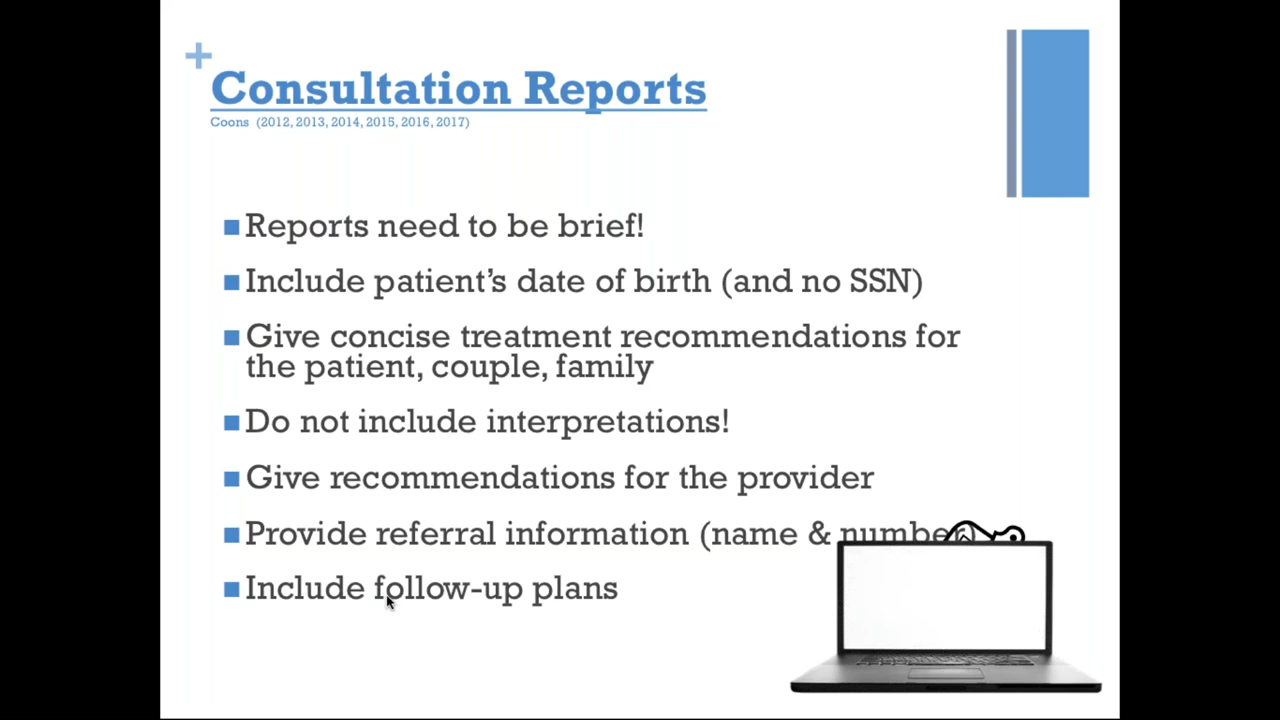 Consultation Reports
Coons (2012, 2013, 2014, 2015, 2016, 2017)
Reports need to be brief!
Include patient's date of birth (and no SSN)
Give concise treatment recommendations for
the patient, couple, family
Do not include interpretations!
Give recommendations for the provider
Provide referral information (name & number)
Include follow-up plans